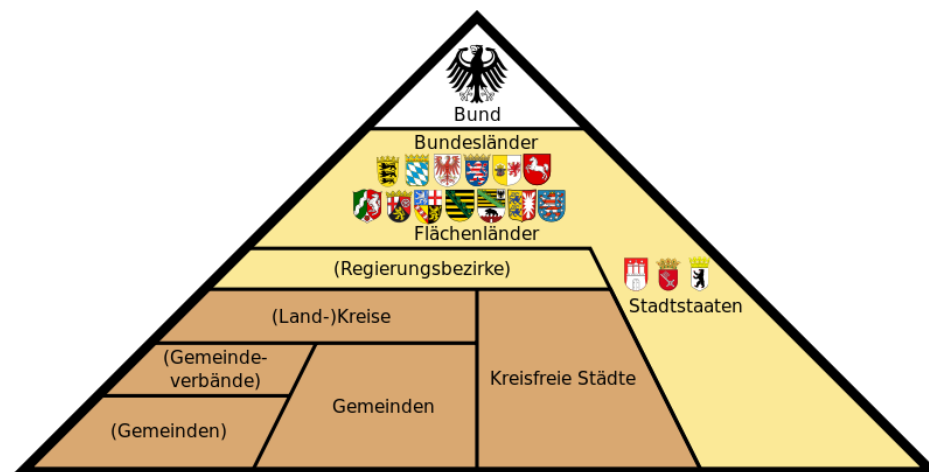 Bund
Bundesländer
Flächenländer
(Regierungsbezirke)
Stadtstaaten
(Land-)Kreise
(Gemeinde-
verbände)
Kreisfreie Städte
Gemeinden
(Gemeinden)